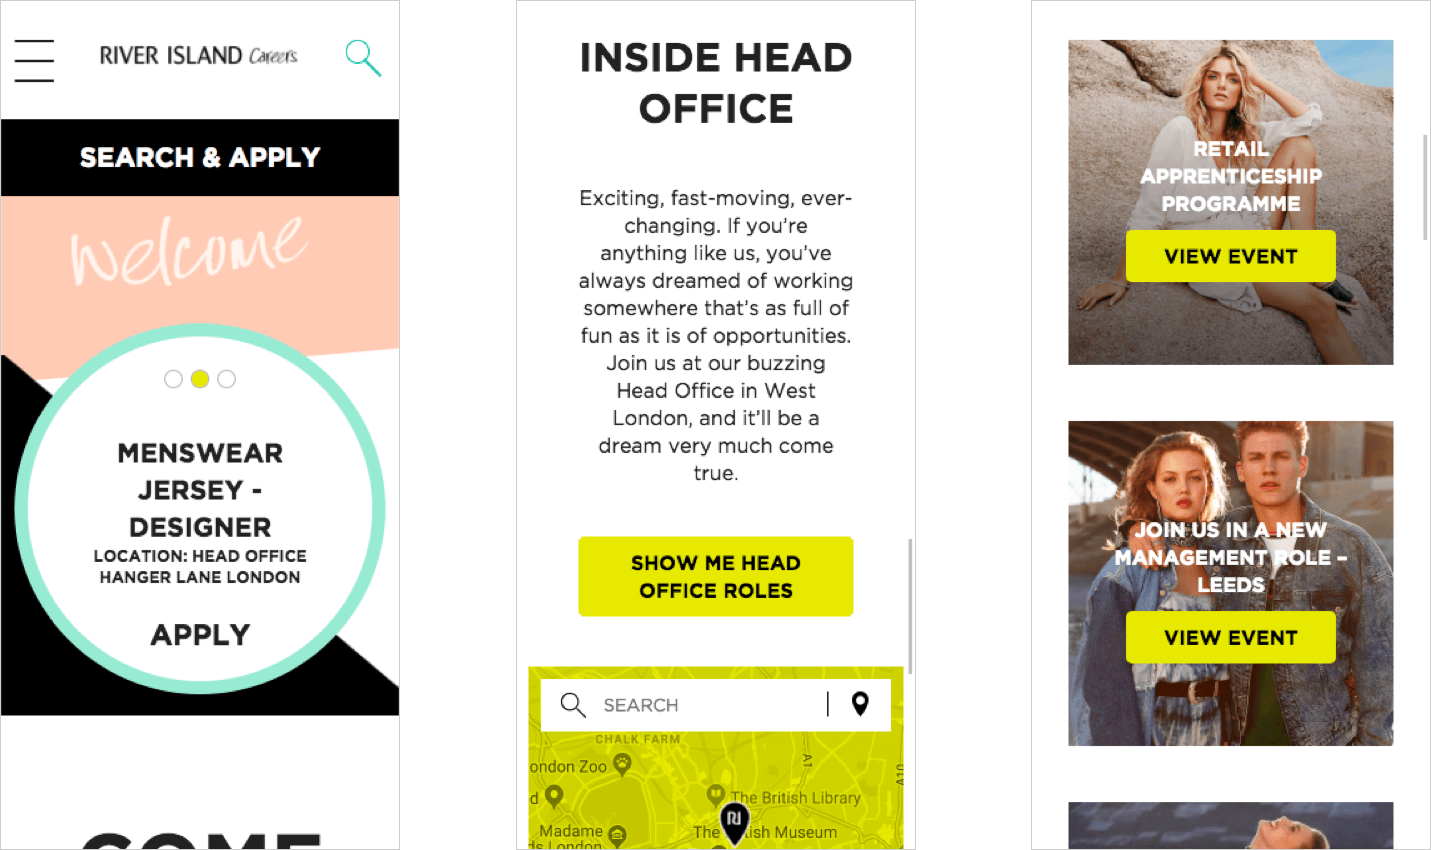 RIVER ISLAND Careers
SEARCH & APPLY
welcome
MENSWEAR
JERSEY -
DESIGNER
LOCATION: HEAD OFFICE
HANGER LANE LONDON
APPLY
COME
INSIDE HEAD
OFFICE
Exciting, fast-moving, ever-
changing. If you’re
anything like us, you’ve
always dreamed of working
somewhere that’s as full of
fun as it is of opportunities.
Join us at our buzzing
Head Office in West
London, and it’ll be a
dream very much come
true.
SHOW ME HEAD
OFFICE ROLES
SEARCH
CHALK FARM
A1
ondon Zoo
A10
d
The British Library
Madame
ds London
The tish Museum
RI
RETAIL
APPRENTICESHIP
PROGRAMME
VIEW EVENT
JOIN US IN A NEW
MANAGEMENT ROLE –
LEEDS
VIEW EVENT